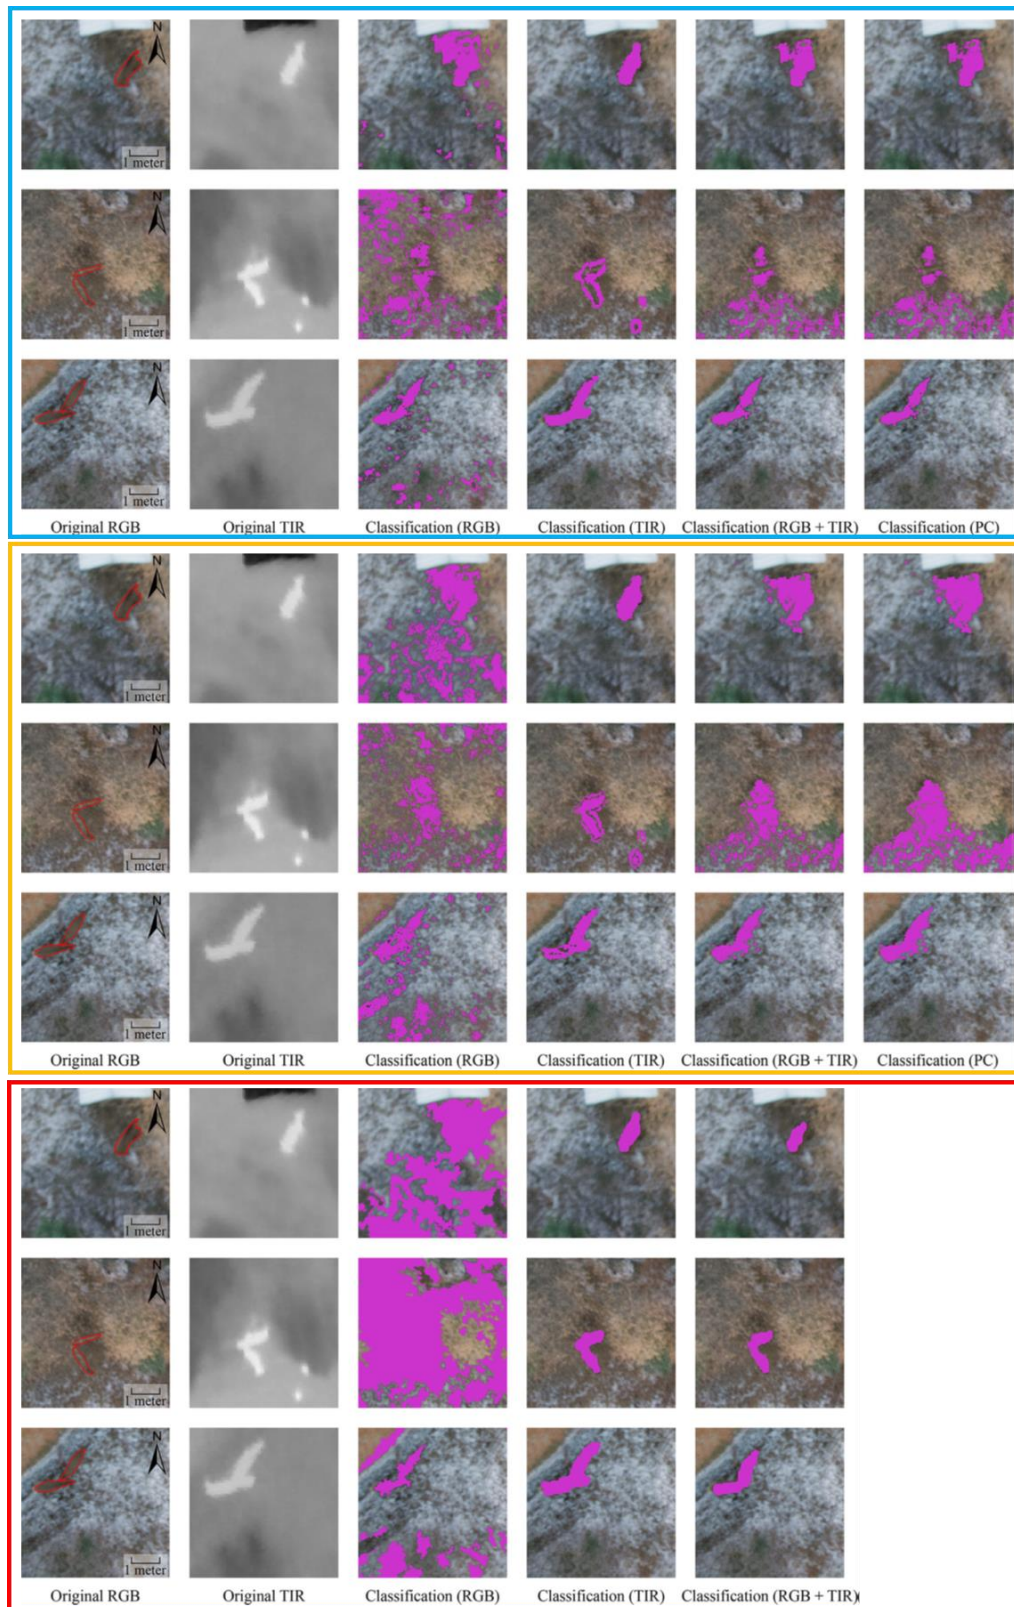 N
1 meter
N
1 meter
N
1 meter
Original RGB Original TIR Classification (RGB) Classification (TIR) Classification (RGB + TIR) Classification (PC)
N
1 meter
N
1 meter
N
1 meter
Original RGB Original TIR Classification (RGB) Classification (TIR) Classification (RGB + TIR) Classification (PC)
N
1 meter
N
1 meter
N
1 meter
Original RGB Original TIR Classification (RGB) Classification (TIR) Classification (RGB + TIR)